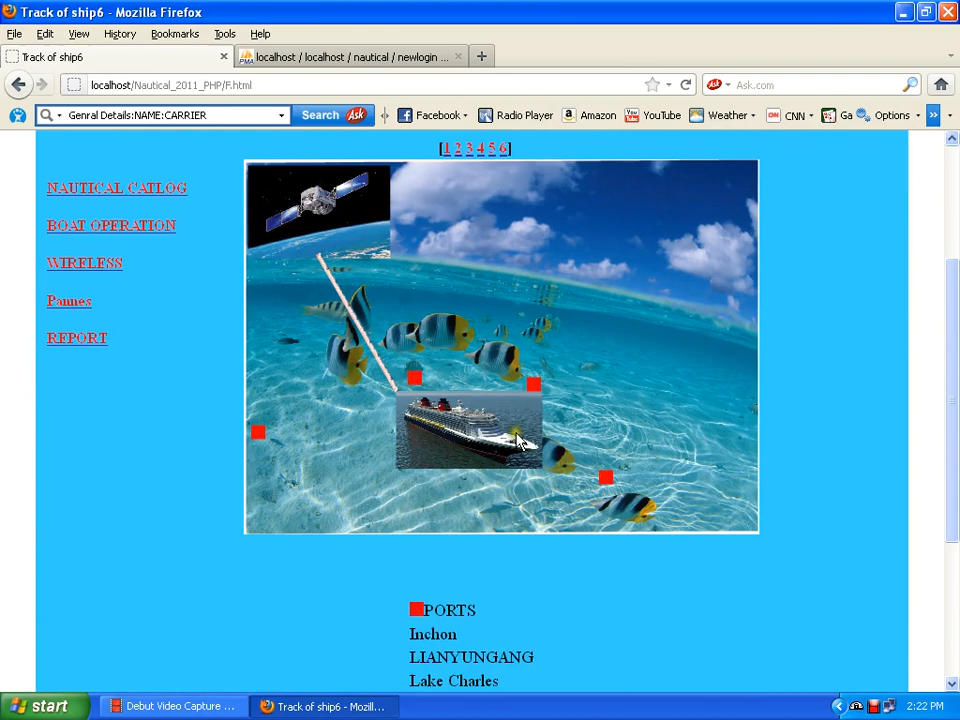 Track of ship6 - Mozilla Firefox
File Edit View History Bookmarks Tools Help
Track of ship6
PMA localhost / localhost / nautical / newlogin ...
localhost/Nautical_2011_PHP/F.html
Ask.com
Genral Details:NAME:CARRIER Search Ask Facebook Radio Player Amazon YouTube Weather CNN Ga Options »
[1 2 3 4 5 6]
NAUTICAL CATLOG
BOAT OPERATION
WIRELESS
Pannes
REPORT
PORTS
Inchon
LIANYUNGANG
Lake Charles
start Debut Video Capture ... Track of ship6 - Mozill... 2:22 PM